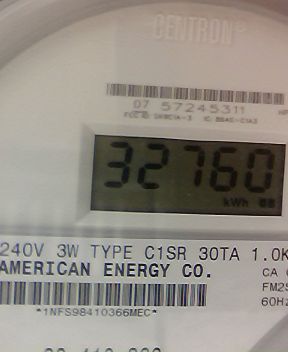 CENTRON®
07 57245311
32760
kWh
240V 3W TYPE C1SR 30TA 1.0K
AMERICAN ENERGY CO.
CA
FM2S
60Hz
*1NFS98410366MEC*